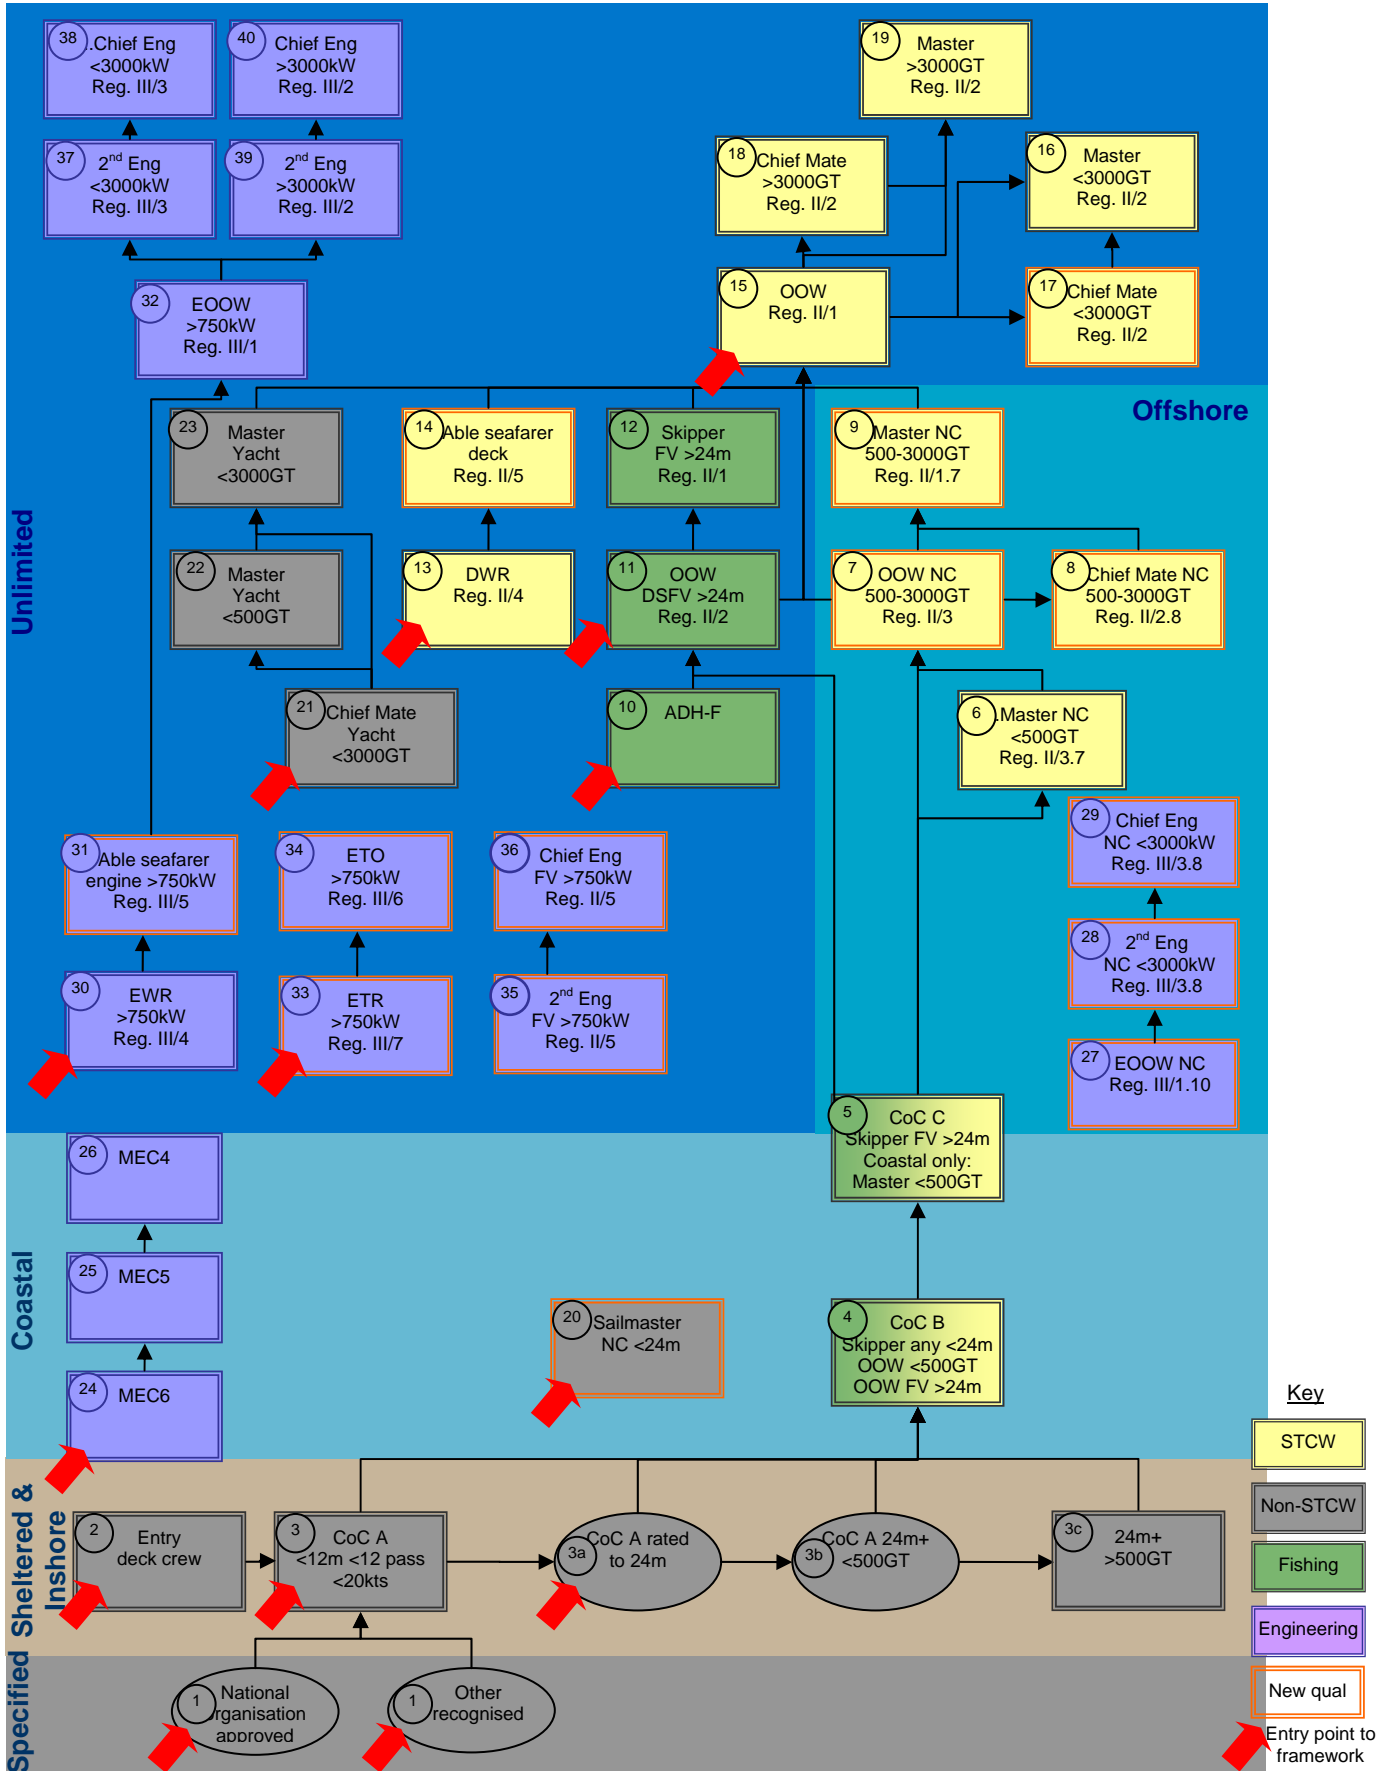 38
..Chief Eng
<3000kW
Reg. III/3
40
Chief Eng
>3000kW
Reg. III/2
19
Master
>3000GT
Reg. II/2
37
2nd Eng
<3000kW
Reg. III/3
39
2nd Eng
>3000kW
Reg. III/2
18
Chief Mate
>3000GT
Reg. II/2
16
Master
<3000GT
Reg. II/2
32
EOOW
>750kW
Reg. III/1
15
OOW
Reg. II/1
17
Chief Mate
<3000GT
Reg. II/2
Offshore
23
Master
Yacht
<3000GT
14
Able seafarer
deck
Reg. II/5
12
Skipper
FV >24m
Reg. II/1
9
Master NC
500-3000GT
Reg. II/1.7
Unlimited
22
Master
Yacht
<500GT
13
DWR
Reg. II/4
11
OOW
DSFV >24m
Reg. II/2
7
OOW NC
500-3000GT
Reg. II/3
8
Chief Mate NC
500-3000GT
Reg. II/2.8
21
Chief Mate
Yacht
<3000GT
10
ADH-F
6
.Master NC
<500GT
Reg. II/3.7
31
Able seafarer
engine >750kW
Reg. III/5
34
ETO
>750kW
Reg. III/6
36
Chief Eng
FV >750kW
Reg. II/5
29
Chief Eng
NC <3000kW
Reg. III/3.8
28
2nd Eng
NC <3000kW
Reg. III/3.8
30
EWR
>750kW
Reg. III/4
33
ETR
>750kW
Reg. III/7
35
2nd Eng
FV >750kW
Reg. II/5
27
EOOW NC
Reg. III/1.10
5
CoC C
Skipper FV >24m
Coastal only:
Master <500GT
26
MEC4
Coastal
25
MEC5
20
Sailmaster
NC <24m
4
CoC B
Skipper any <24m
OOW <500GT
OOW FV >24m
24
MEC6
Key
STCW
Non-STCW
Fishing
Engineering
New qual
Entry point to
framework
Sheltered &
Inshore
2
Entry
deck crew
3
CoC A
<12m <12 pass
<20kts
3a
CoC A rated
to 24m
3b
CoC A 24m+
<500GT
3c
24m+
>500GT
Specified
1
National
organisation
approved
1
Other
recognised